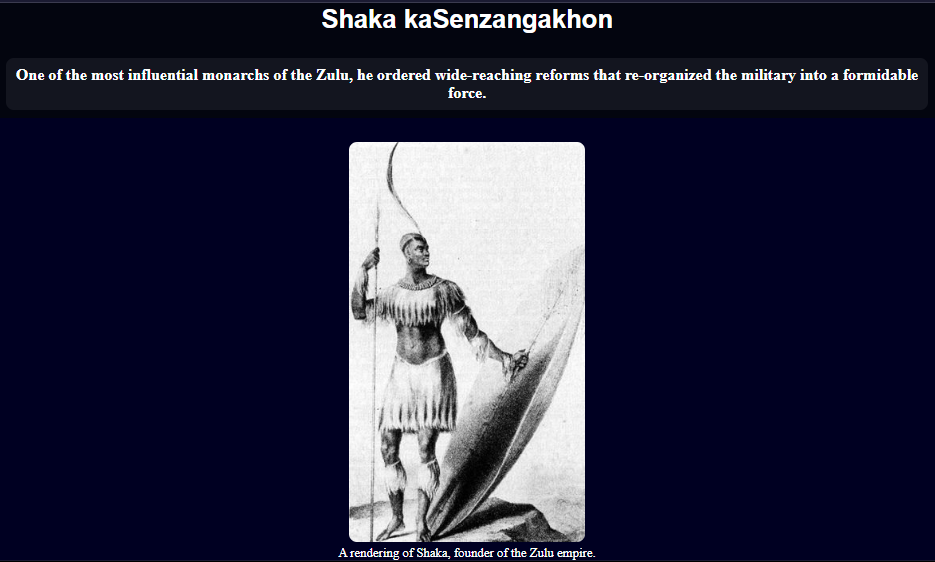 Shaka kaSenzangakhon
One of the most influential monarchs of the Zulu, he ordered wide-reaching reforms that re-organized the military into a formidable
force.
A rendering of Shaka, founder of the Zulu empire.